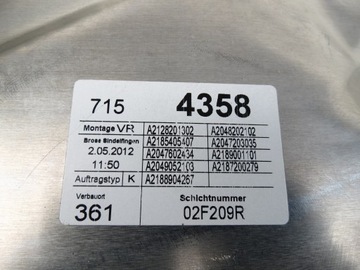 715 4358
Montage VR A2128201302 A2048202102
Brose Sindelfingen A2185405407 A2047203035
2.05.2012 A2047602434 A2189001101
11:50 A2049052103 A2187200279
Auftragstyp K A2188904267
Verbauort Schichtnummer
361 02F209R